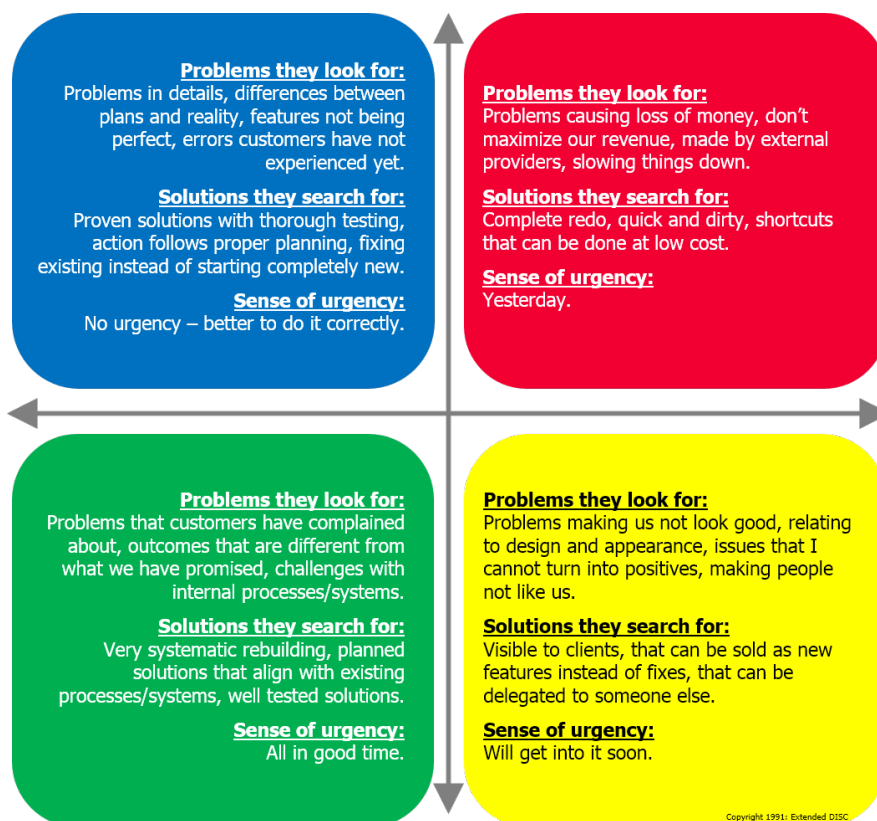 Problems they look for:
Problems in details, differences between
plans and reality, features not being
perfect, errors customers have not
experienced yet.
Solutions they search for:
Proven solutions with thorough testing,
action follows proper planning, fixing
existing instead of starting completely new.
Sense of urgency:
No urgency – better to do it correctly.
Problems they look for:
Problems causing loss of money, don’t
maximize our revenue, made by external
providers, slowing things down.
Solutions they search for:
Complete redo, quick and dirty, shortcuts
that can be done at low cost.
Sense of urgency:
Yesterday.
Problems they look for:
Problems that customers have complained
about, outcomes that are different from
what we have promised, challenges with
internal processes/systems.
Solutions they search for:
Very systematic rebuilding, planned
solutions that align with existing
processes/systems, well tested solutions.
Sense of urgency:
All in good time.
Problems they look for:
Problems making us not look good, relating
to design and appearance, issues that I
cannot turn into positives, making people
not like us.
Solutions they search for:
Visible to clients, that can be sold as new
features instead of fixes, that can be
delegated to someone else.
Sense of urgency:
Will get into it soon.
Copyright 1991: Extended DISC